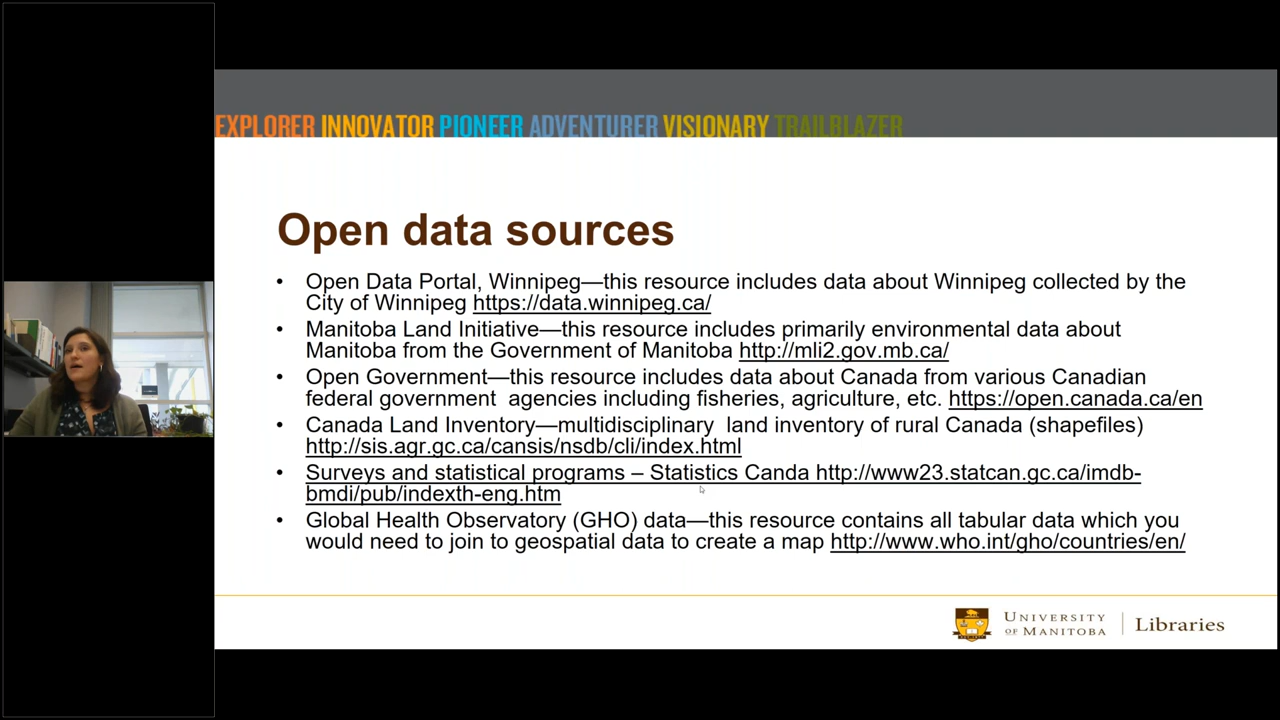 EXPLORER INNOVATOR PIONEER ADVENTURER VISIONARY TRAILBLAZER
Open data sources
• Open Data Portal, Winnipeg—this resource includes data about Winnipeg collected by the
City of Winnipeg https://data.winnipeg.ca/
• Manitoba Land Initiative—this resource includes primarily environmental data about
Manitoba from the Government of Manitoba http://mli2.gov.mb.ca/
• Open Government—this resource includes data about Canada from various Canadian
federal government  agencies including fisheries, agriculture, etc. https://open.canada.ca/en
• Canada Land Inventory—multidisciplinary  land inventory of rural Canada (shapefiles)
http://sis.agr.gc.ca/cansis/nsdb/cli/index.html
• Surveys and statistical programs – Statistics Canda http://www23.statcan.gc.ca/imdb-
bmdi/pub/indexth-eng.htm
• Global Health Observatory (GHO) data—this resource contains all tabular data which you
would need to join to geospatial data to create a map http://www.who.int/gho/countries/en/
UNIVERSITY
OF MANITOBA
Libraries